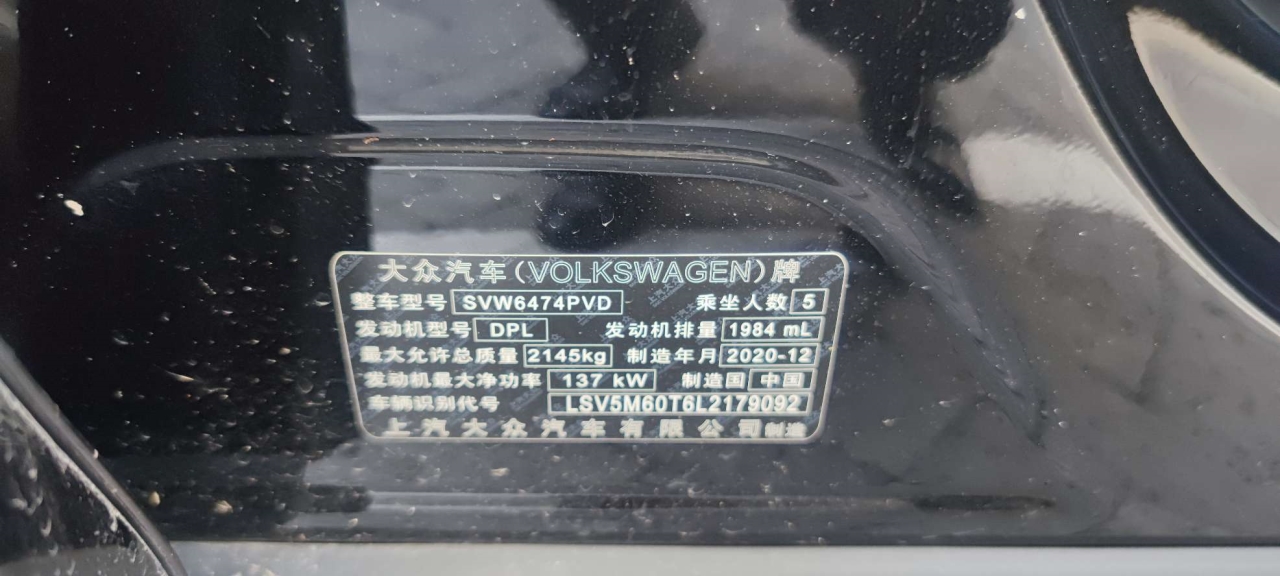 大众汽车(VOLKSWAGEN)牌
整车型号 SVW6474PVD 乘坐人数 5
发动机型号 DPL 发动机排量 1984 mL
最大允许总质量 2145kg 制造年月 2020-12
发动机最大净功率 137 kW 制造国 中国
车辆识别代号 LSV5M60T6L2179092
上汽大众汽车有限公司制造